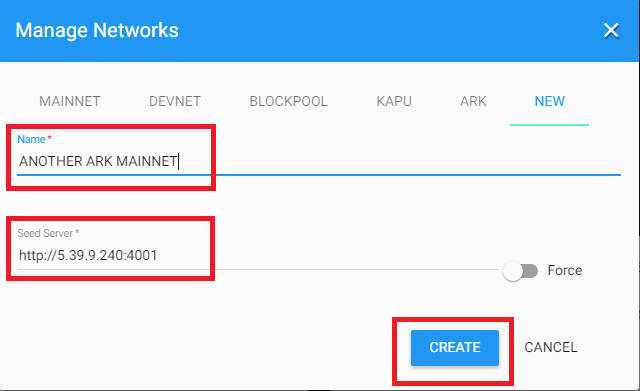 Manage Networks
MAINNET DEVNET BLOCKPOOL KAPU ARK NEW
Name *
ANOTHER ARK MAINNET
Seed Server *
http://5.39.9.240:4001
Force
CREATE CANCEL